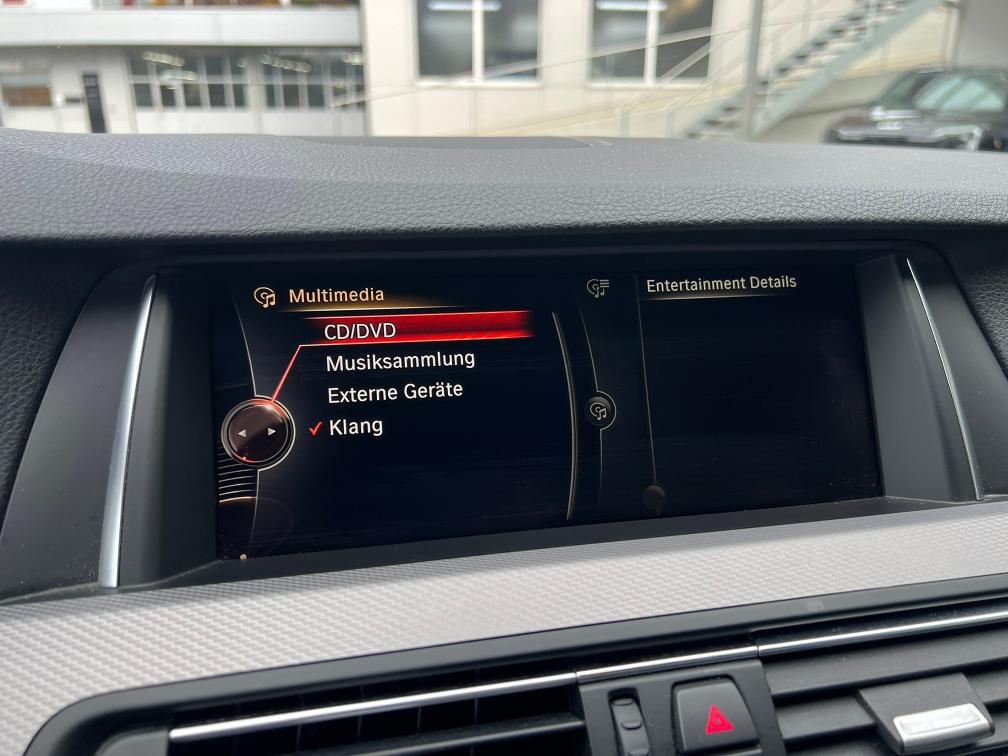 Multimedia
CD/DVD
Musiksammlung
Externe Geräte
Klang
Entertainment Details